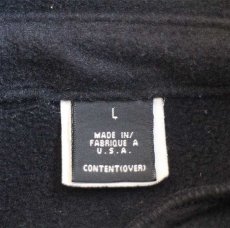 L
MADE IN/
FABRIQUE A
U.S.A.
CONTENT(OVER)